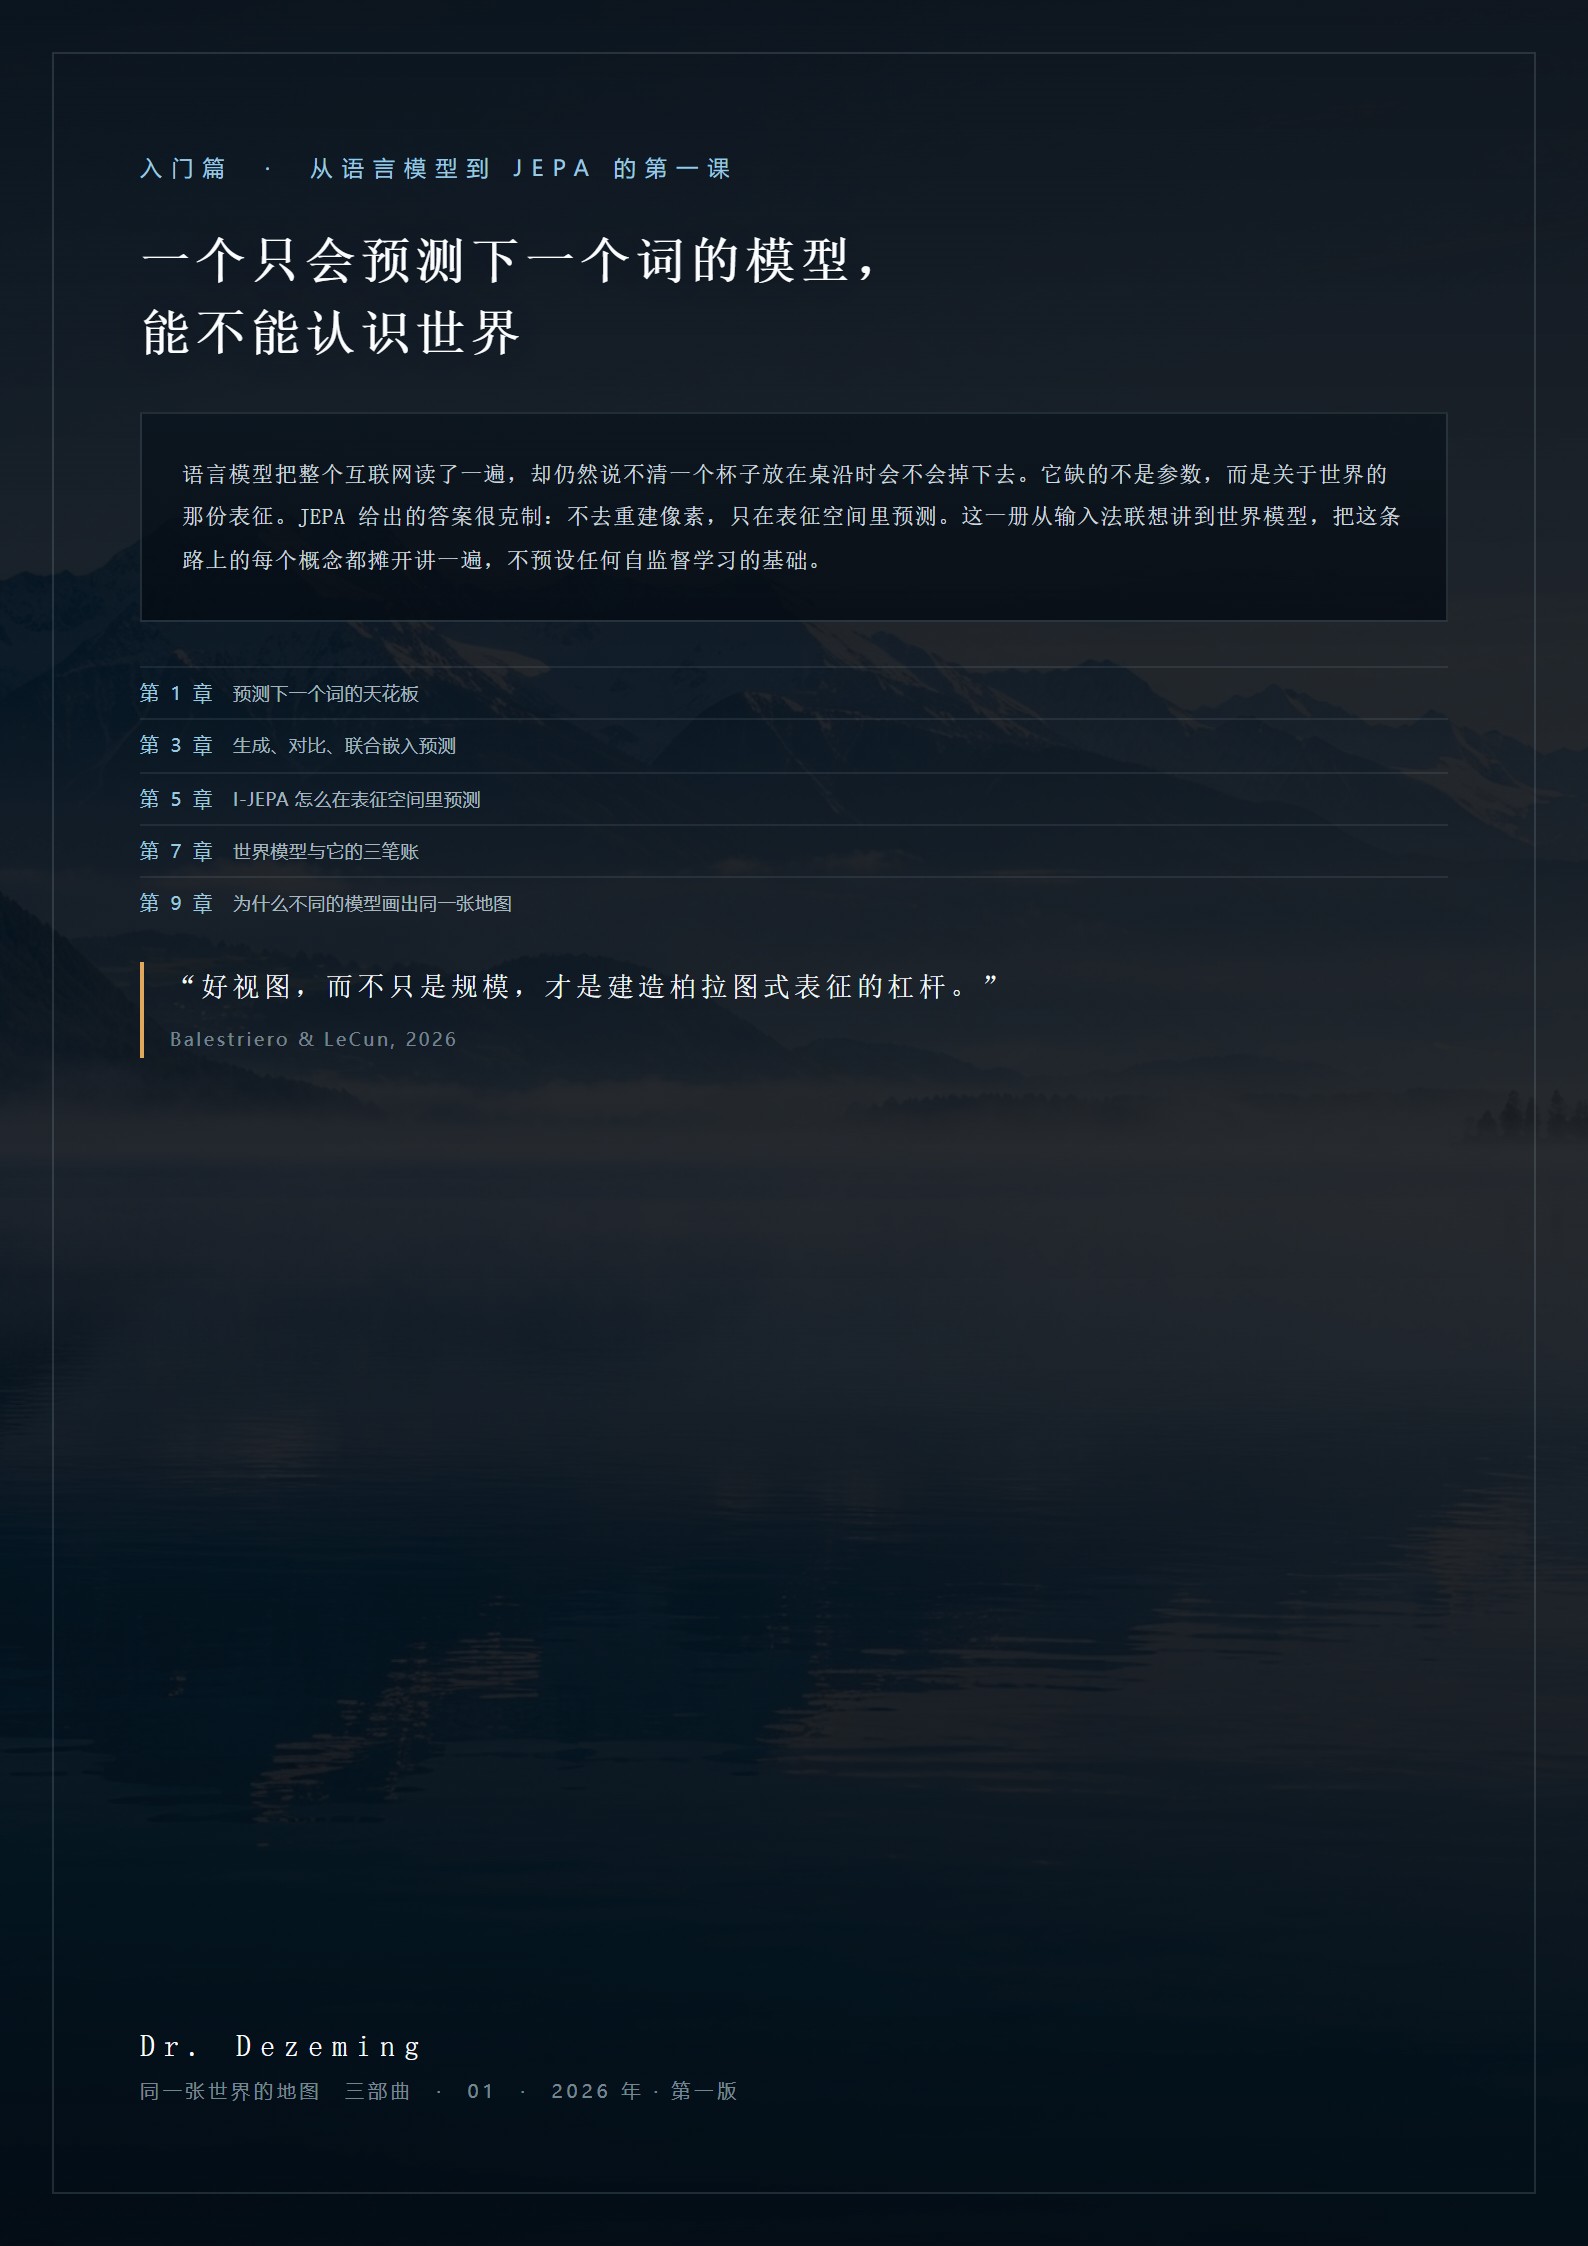 入门篇 · 从语言模型到 JEPA 的第一课
一个只会预测下一个词的模型，
能不能认识世界
语言模型把整个互联网读了一遍，却仍然说不清一个杯子放在桌沿时会不会掉下去。它缺的不是参数，而是关于世界的
那份表征。JEPA 给出的答案很克制：不去重建像素，只在表征空间里预测。这一册从输入法联想讲到世界模型，把这条
路上的每个概念都摊开讲一遍，不预设任何自监督学习的基础。
第 1 章 预测下一个词的天花板
第 3 章 生成、对比、联合嵌入预测
第 5 章 I-JEPA 怎么在表征空间里预测
第 7 章 世界模型与它的三笔账
第 9 章 为什么不同的模型画出同一张地图
“好视图，而不只是规模，才是建造柏拉图式表征的杠杆。”
Balestriero & LeCun, 2026
Dr. Dezeming
同一张世界的地图 三部曲 · 01 · 2026 年 · 第一版